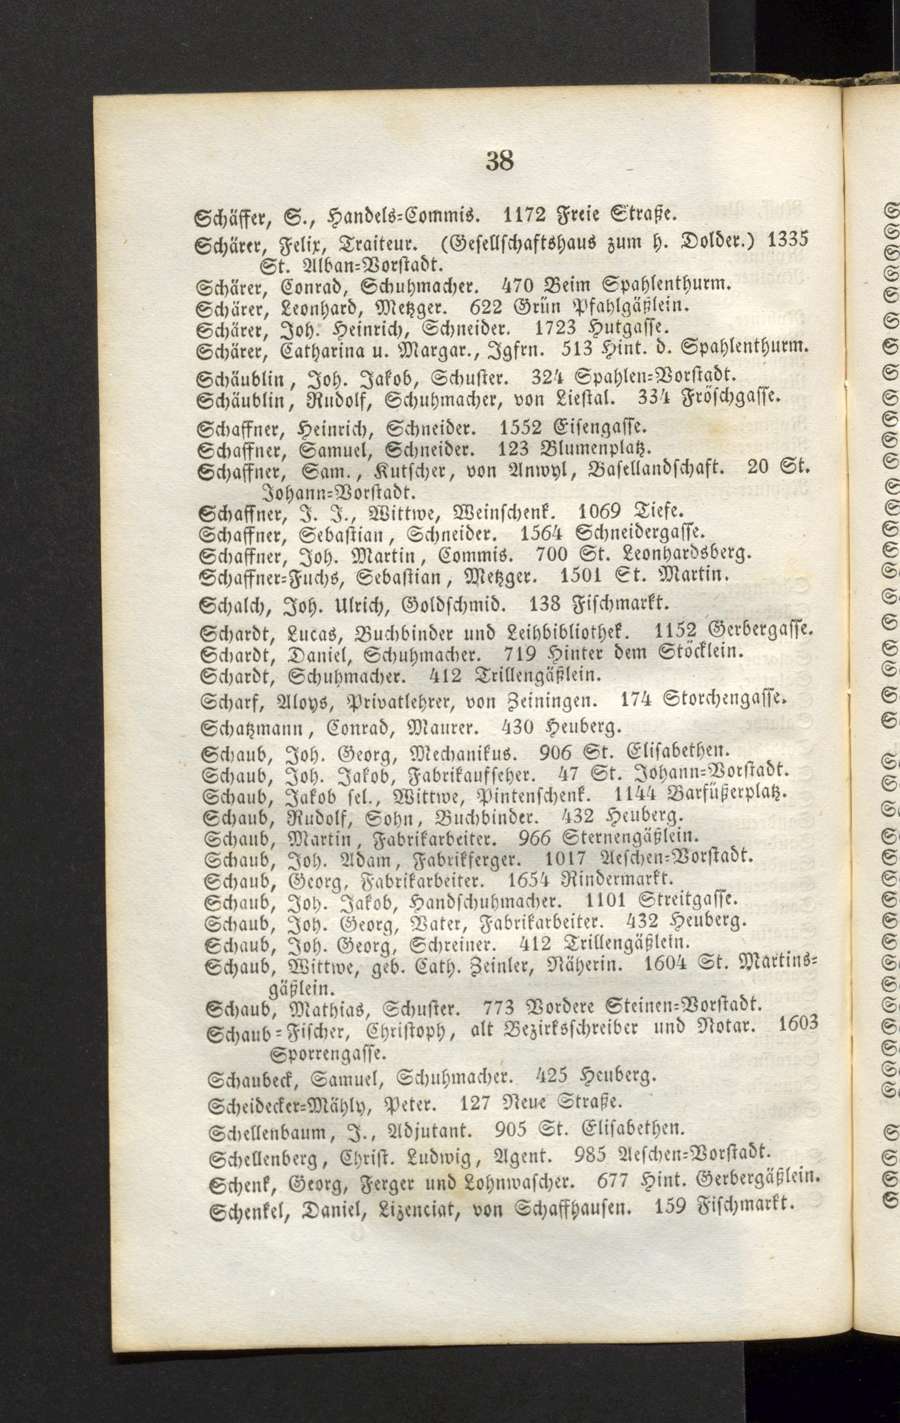 38
Schäffer, S., Handels-Commis. 1172 Freie Straße.
Schärer, Felix, Traiteur. (Gesellschaftshaus zum h. Dolder.) 1335
St. Alban-Vorstadt.
Schärer, Conrad, Schuhmacher. 470 Beim Spahlenthurm.
Schärer, Leonhard, Metzger. 622 Grün Pfahlgäßlein.
Schärer, Joh. Heinrich, Schneider. 1723 Hutgasse.
Schärer, Catharina u. Margar., Jgfrn. 513 Hint. d. Spahlenthurm.
Schäublin, Joh. Jakob, Schuster. 324 Spahlen-Vorstadt.
Schäublin, Rudolf, Schuhmacher, von Liestal. 334 Fröschgasse.
Schaffner, Heinrich, Schneider. 1552 Eisengasse.
Schaffner, Samuel, Schneider. 123 Blumenplatz.
Schaffner, Sam., Kutscher, von Anwyl, Basellandschaft. 20 St.
Johann-Vorstadt.
Schaffner, J. J., Wittwe, Weinschenk. 1069 Tiefe.
Schaffner, Sebastian, Schneider. 1564 Schneidergasse.
Schaffner, Joh. Martin, Commis. 700 St. Leonhardsberg.
Schaffner-Fuchs, Sebastian, Metzger. 1501 St. Martin.
Schalch, Joh. Ulrich, Goldschmid. 138 Fischmarkt.
Schardt, Lucas, Buchbinder und Leihbibliothek. 1152 Gerbergasse.
Schardt, Daniel, Schuhmacher. 719 Hinter dem Stöcklein.
Schardt, Schuhmacher. 412 Trillengäßlein.
Scharf, Aloys, Privatlehrer, von Zeiningen. 174 Storchengasse.
Schatzmann, Conrad, Maurer. 430 Heuberg.
Schaub, Joh. Georg, Mechanikus. 906 St. Elisabethen.
Schaub, Joh. Jakob, Fabrikaufseher. 47 St. Johann-Vorstadt.
Schaub, Jakob sel., Wittwe, Pintenschenk. 1144 Barfüßerplatz.
Schaub, Rudolf, Sohn, Buchbinder. 432 Heuberg.
Schaub, Martin, Fabrikarbeiter. 966 Sternengäßlein.
Schaub, Joh. Adam, Fabrikferger. 1017 Aeschen-Vorstadt.
Schaub, Georg, Fabrikarbeiter. 1654 Rindermarkt.
Schaub, Joh. Jakob, Handschuhmacher. 1101 Streitgasse.
Schaub, Joh. Georg, Vater, Fabrikarbeiter. 432 Heuberg.
Schaub, Joh. Georg, Schreiner. 412 Trillengäßlein.
Schaub, Wittwe, geb. Cath. Zeinler, Näherin. 1604 St. Martins-
gäßlein.
Schaub, Mathias, Schuster. 773 Vordere Steinen-Vorstadt.
Schaub-Fischer, Christoph, alt Bezirksschreiber und Notar. 1603
Sporrengasse.
Schaubeck, Samuel, Schuhmacher. 425 Heuberg.
Scheidecker-Mähly, Peter. 127 Neue Straße.
Schellenbaum, J., Adjutant. 905 St. Elisabethen.
Schellenberg, Christ. Ludwig, Agent. 985 Aeschen-Vorstadt.
Schenk, Georg, Ferger und Lohnwascher. 677 Hint. Gerbergäßlein.
Schenkel, Daniel, Lizenciat, von Schaffhausen. 159 Fischmarkt.